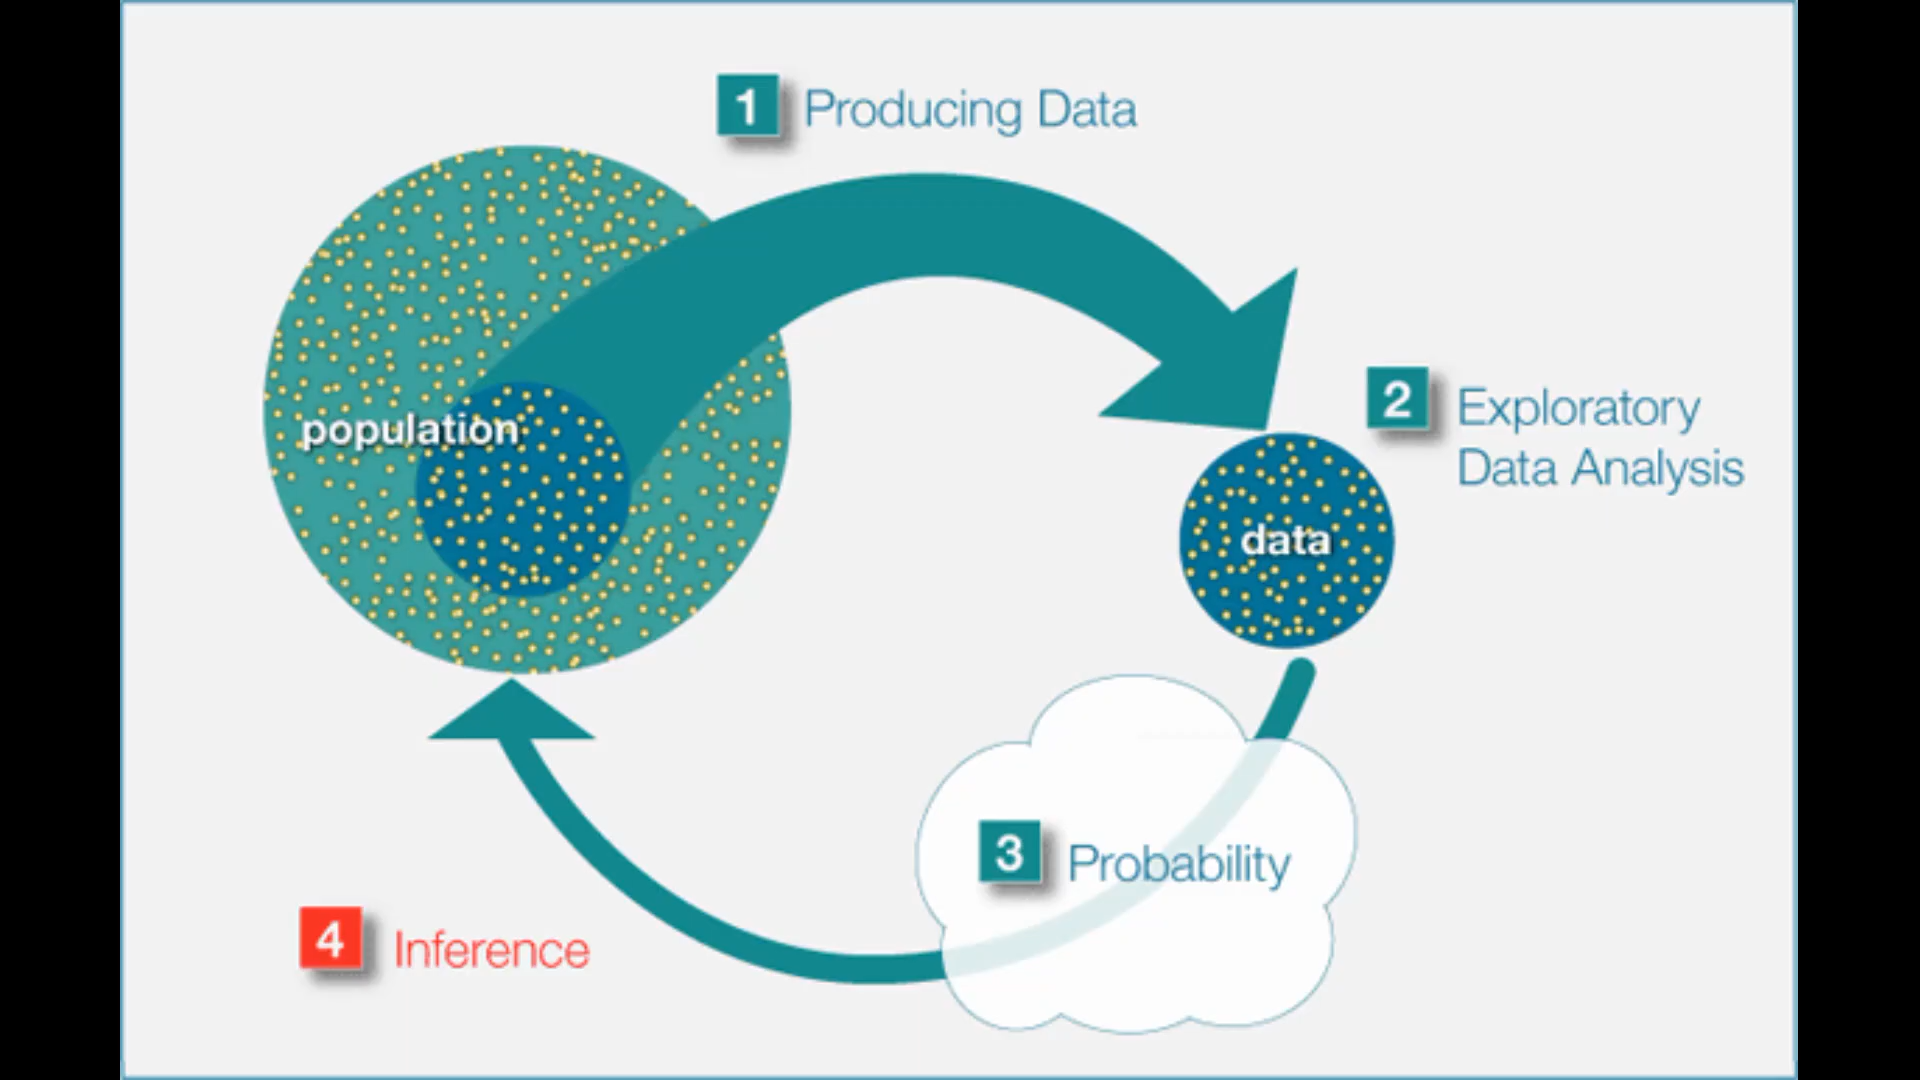 1 Producing Data
population
2 Exploratory
Data Analysis
data
3 Probability
4 Inference